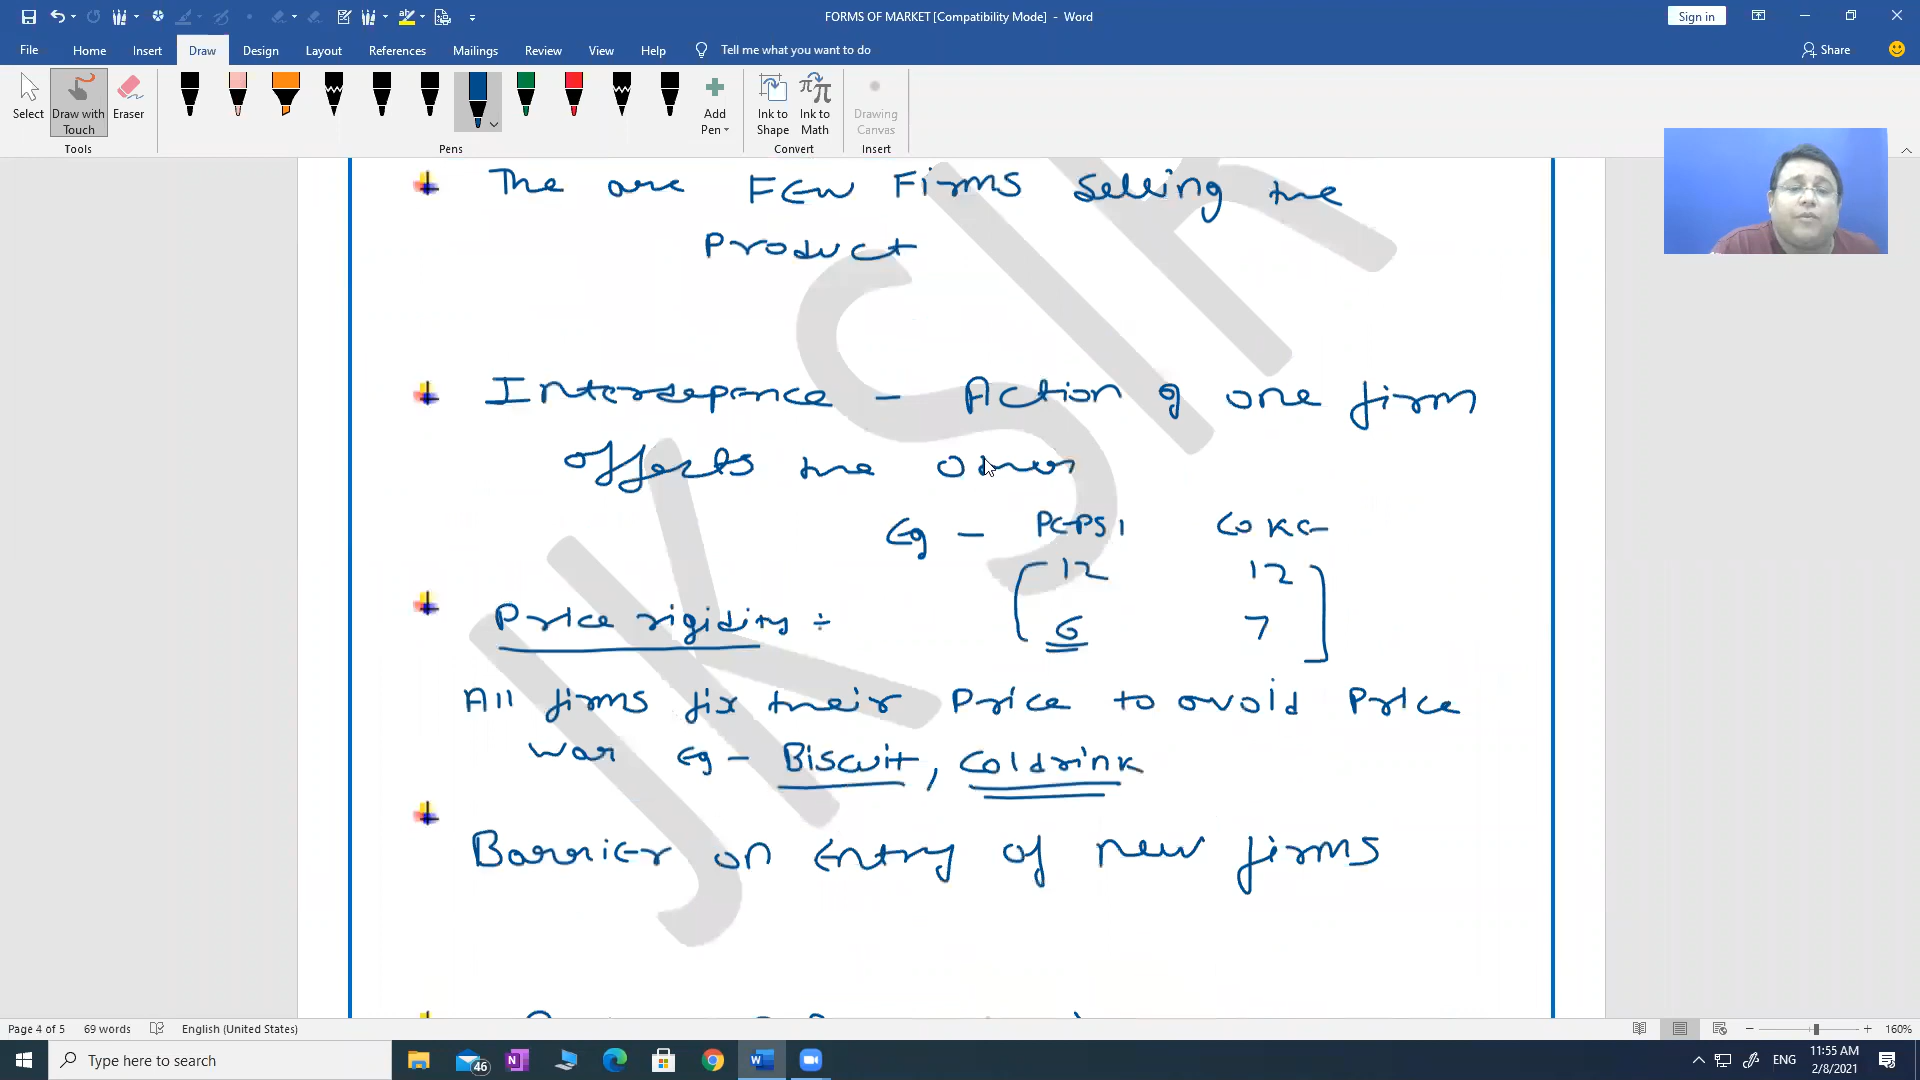 FORMS OF MARKET [Compatibility Mode] - Word
Sign in
File Home Insert Draw Design Layout References Mailings Review View Help Tell me what you want to do
Share
Select Draw with Touch Eraser Add Pen Ink to Shape Ink to Math Drawing Canvas
Tools Pens Convert Insert
The are FEW Firms Selling the
Product
Interdepence - Action of one firm
affects the other
Eg - PEPSI COKE
12 12
Price rigidity ÷ 6 7
All firms fix their Price to avoid Price
war Eg - Biscuit, Coldrink
Barrier on Entry of new firms
JK SIR
Page 4 of 5 69 words English (United States) 160%
Type here to search 46 ENG 11:55 AM
2/8/2021